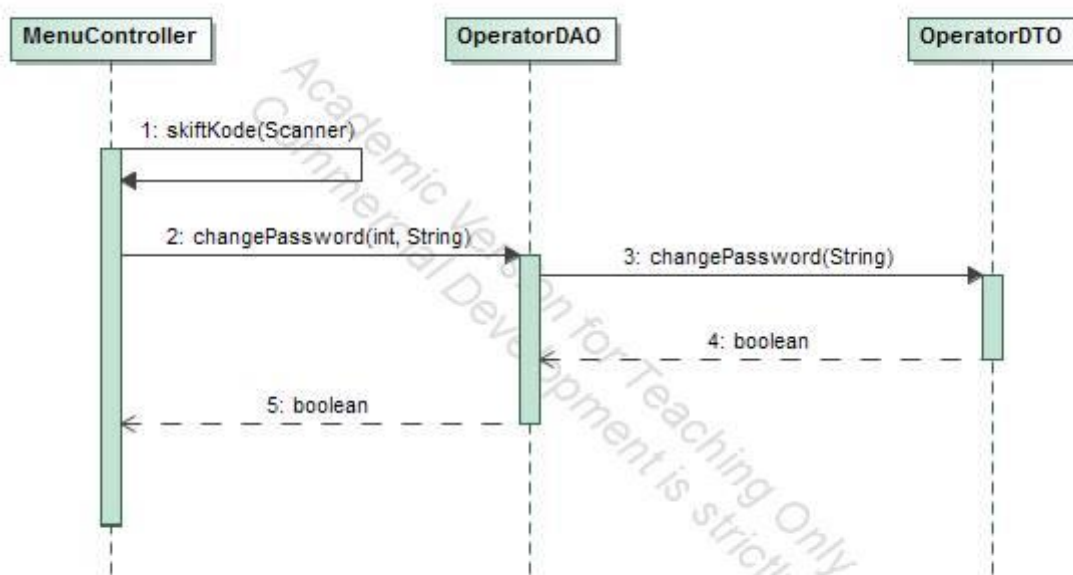 MenuController
OperatorDAO
OperatorDTO
1: skiftKode(Scanner)
2: changePassword(int, String)
3: changePassword(String)
4: boolean
5: boolean
Academic Version for Teaching Only
Commercial Development is strictly